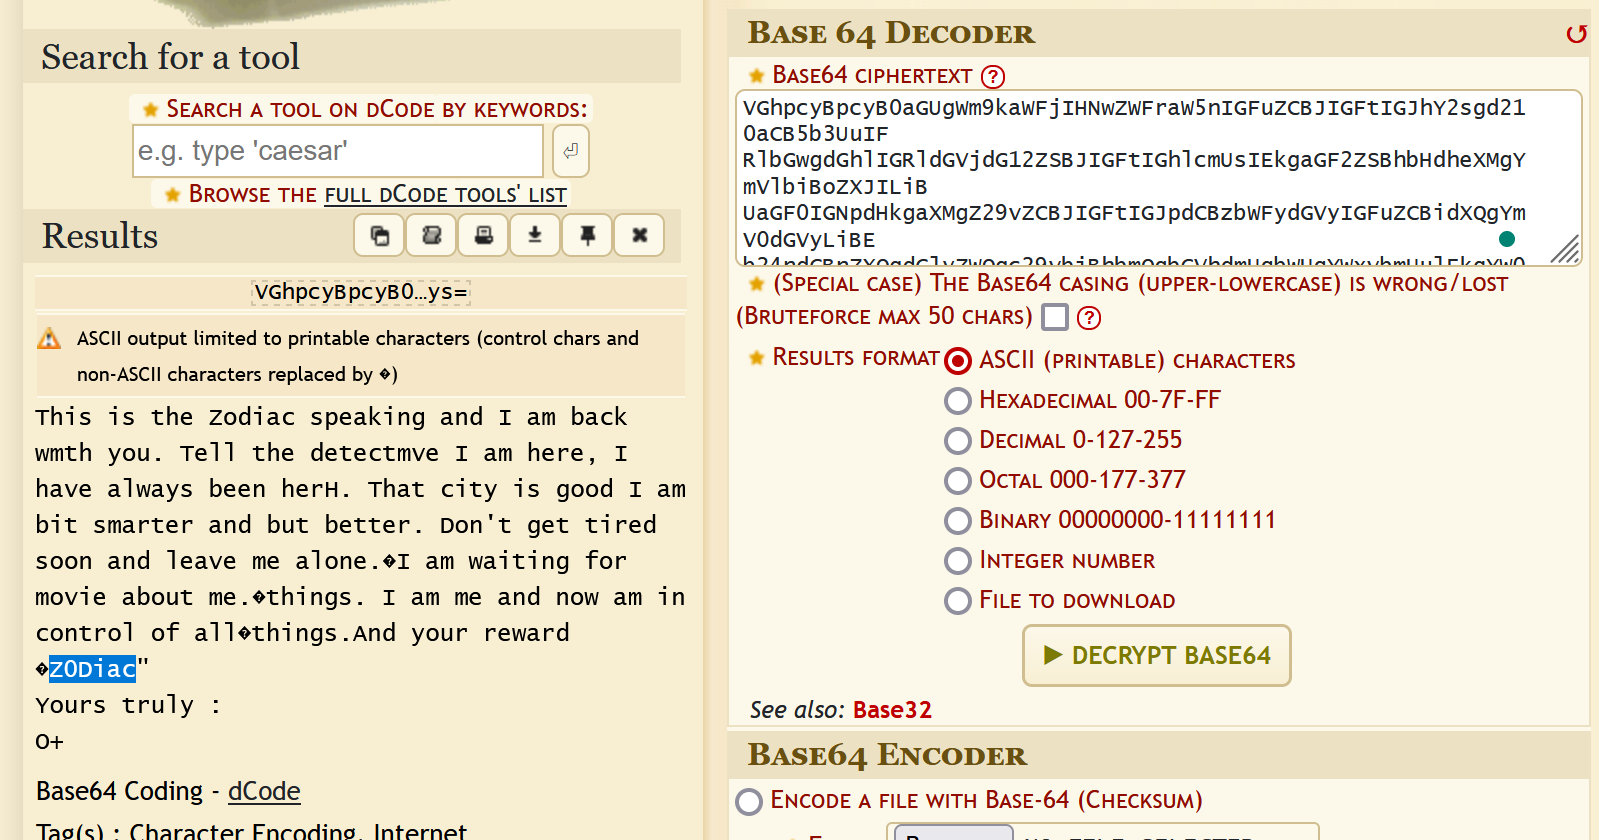 Search for a tool
★ SEARCH A TOOL ON DCODE BY KEYWORDS:
e.g. type 'caesar'
★ BROWSE THE FULL DCODE TOOLS' LIST
Results
VGhpcyBpcyB0…ys=
ASCII output limited to printable characters (control chars and
non-ASCII characters replaced by �)
This is the Zodiac speaking and I am back
wmth you. Tell the detectmve I am here, I
have always been herH. That city is good I am
bit smarter and but better. Don't get tired
soon and leave me alone.�I am waiting for
movie about me.�things. I am me and now am in
control of all�things.And your reward
�ZODiac"
Yours truly :
O+
Base64 Coding - dCode
Tag(s) : Character Encoding, Internet
BASE 64 DECODER
★ BASE64 CIPHERTEXT ?
VGhpcyBpcyB0aGUgWm9kaWFjIHNwZWFraW5nIGFuZCBJIGFtIGJhY2sgd21
0aCB5b3UuIF
RlbGwgdGhlIGRldGVjdG12ZSBJIGFtIGhlcmUsIEkgaGF2ZSBhbHdheXMgY
mVlbiBoZXJILiB
UaGF0IGNpdHkgaXMgZ29vZCBJIGFtIGJpdCBzbWFydGVyIGFuZCBidXQgYm
V0dGVyLiBE
★ (SPECIAL CASE) THE BASE64 CASING (UPPER-LOWERCASE) IS WRONG/LOST
(BRUTEFORCE MAX 50 CHARS) ?
★ RESULTS FORMAT ASCII (PRINTABLE) CHARACTERS
HEXADECIMAL 00-7F-FF
DECIMAL 0-127-255
OCTAL 000-177-377
BINARY 00000000-11111111
INTEGER NUMBER
FILE TO DOWNLOAD
► DECRYPT BASE64
See also: Base32
BASE64 ENCODER
ENCODE A FILE WITH BASE-64 (CHECKSUM)